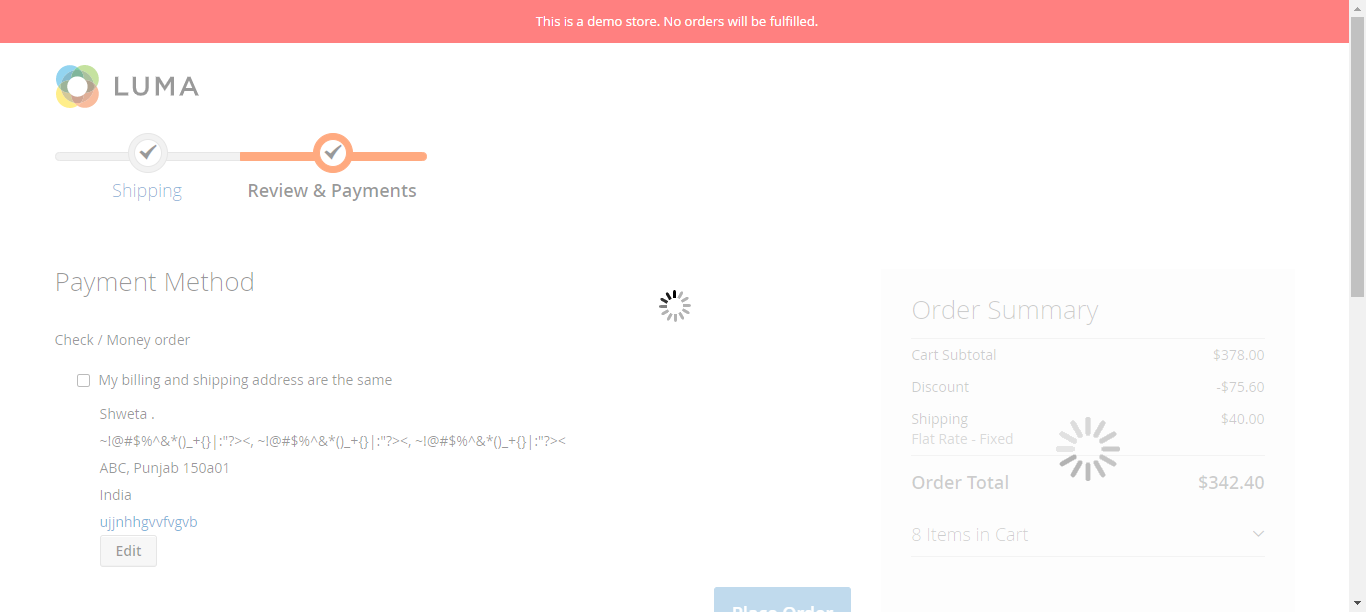 This is a demo store. No orders will be fulfilled.
LUMA
Shipping
Review & Payments
Payment Method
Check / Money order
My billing and shipping address are the same
Shweta .
~!@#$%^&*()_+{}|:"?><, ~!@#$%^&*()_+{}|:"?><, ~!@#$%^&*()_+{}|:"?><
ABC, Punjab 150a01
India
ujjnhhgvvfvgvb
Edit
Place Order
Order Summary
Cart Subtotal $378.00
Discount -$75.60
Shipping $40.00
Flat Rate - Fixed
Order Total $342.40
8 Items in Cart